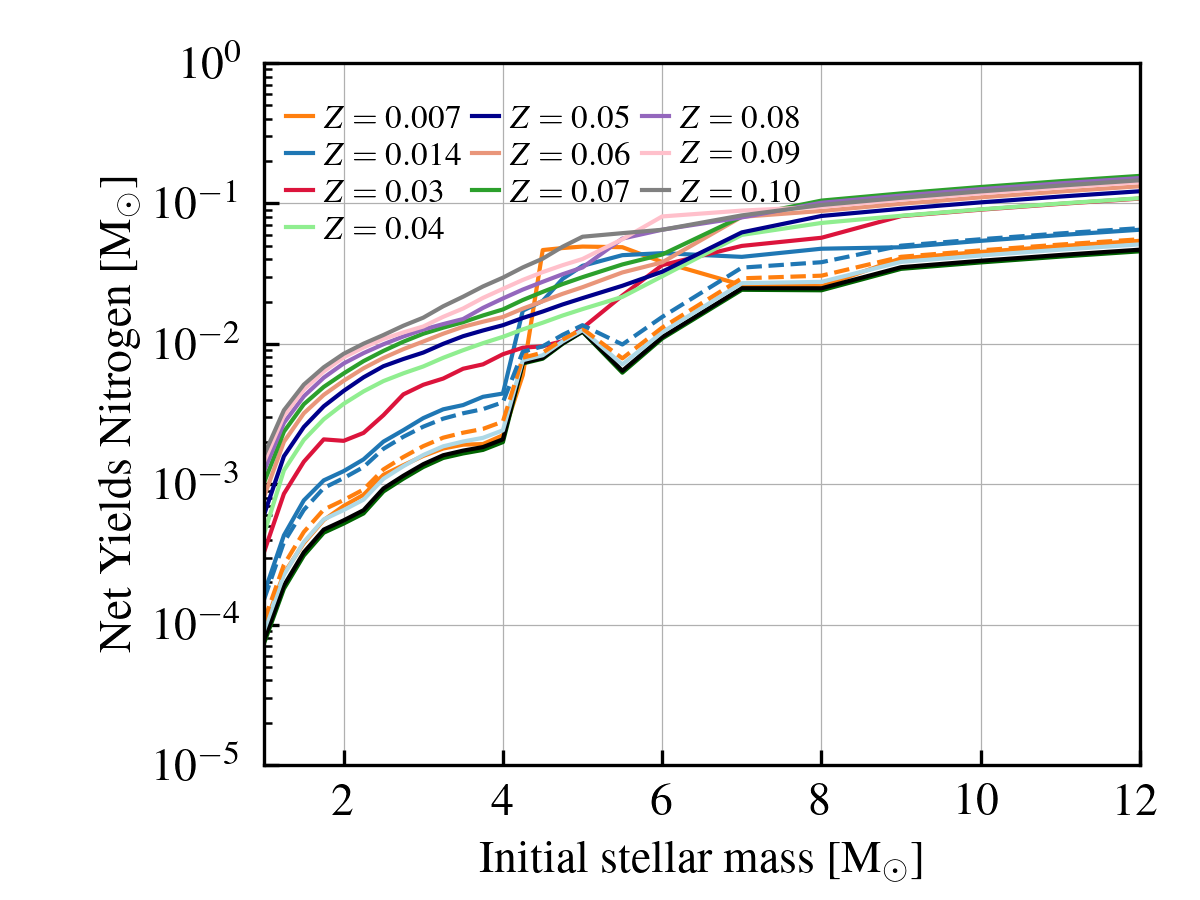 10⁰
Z = 0.007 Z = 0.05 Z = 0.08
Z = 0.014 Z = 0.06 Z = 0.09
Z = 0.03 Z = 0.07 Z = 0.10
Z = 0.04
10⁻¹
10⁻²
10⁻³
10⁻⁴
10⁻⁵
Net Yields Nitrogen [M☉]
2 4 6 8 10 12
Initial stellar mass [M☉]